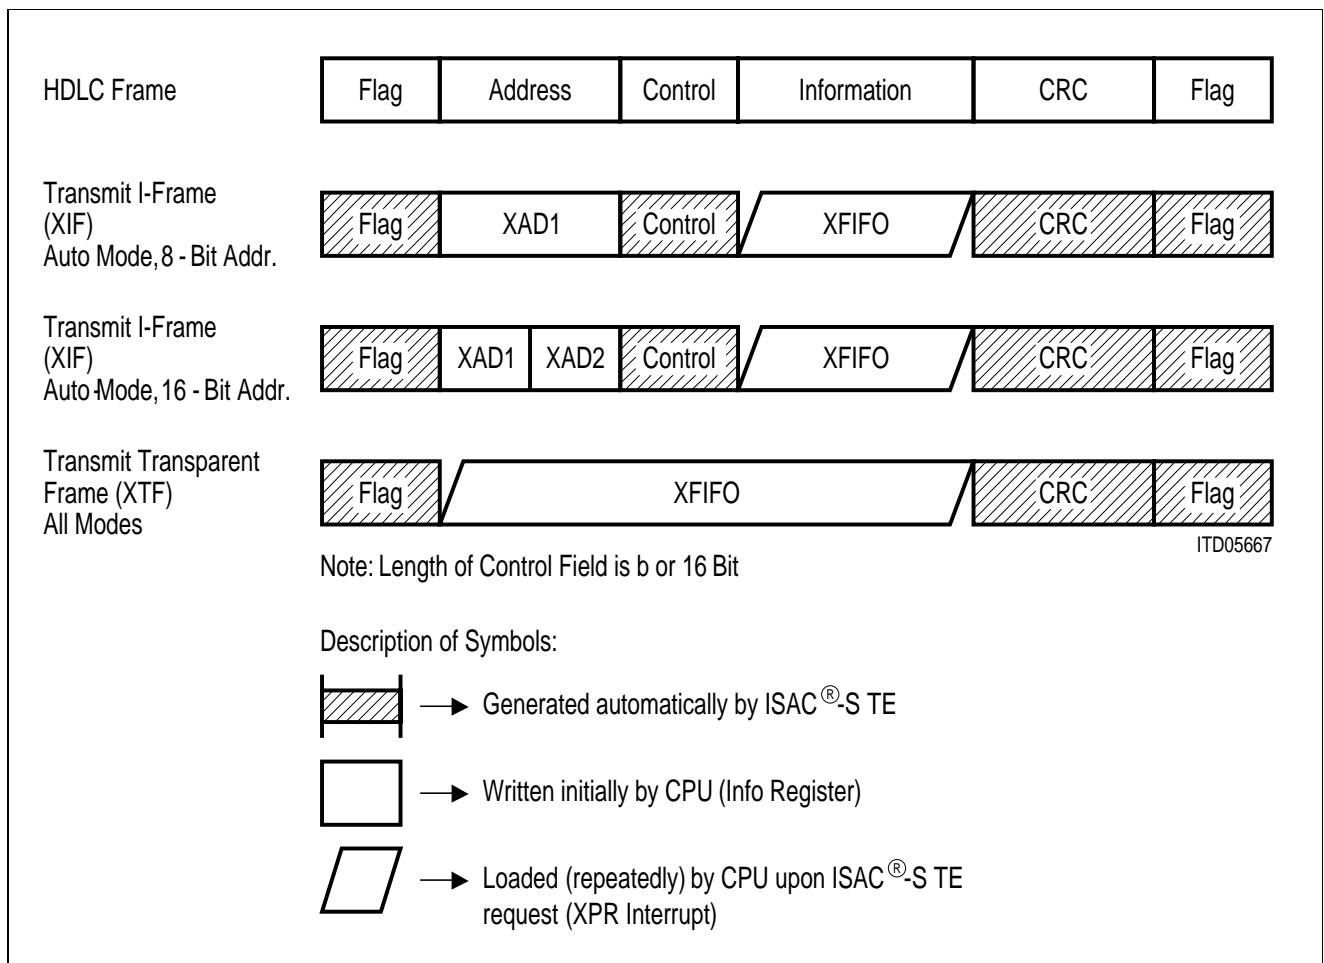 HDLC Frame Flag Address Control Information CRC Flag
Transmit I-Frame
(XIF)
Auto Mode, 8 - Bit Addr.
Flag XAD1 Control XFIFO CRC Flag
Transmit I-Frame
(XIF)
Auto-Mode, 16 - Bit Addr.
Flag XAD1 XAD2 Control XFIFO CRC Flag
Transmit Transparent
Frame (XTF)
All Modes
Flag XFIFO CRC Flag
ITD05667
Note: Length of Control Field is b or 16 Bit
Description of Symbols:
Generated automatically by ISAC®-S TE
Written initially by CPU (Info Register)
Loaded (repeatedly) by CPU upon ISAC®-S TE
request (XPR Interrupt)